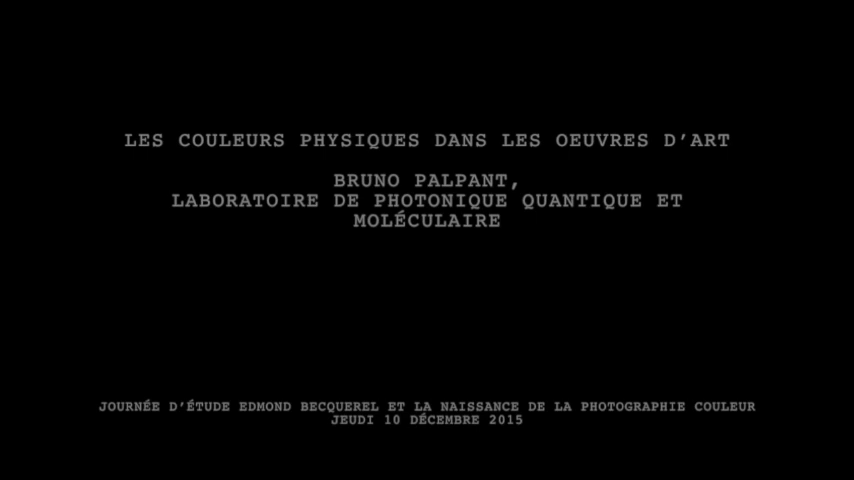 LES COULEURS PHYSIQUES DANS LES OEUVRES D'ART
BRUNO PALPANT,
LABORATOIRE DE PHOTONIQUE QUANTIQUE ET
MOLÉCULAIRE
JOURNÉE D'ÉTUDE EDMOND BECQUEREL ET LA NAISSANCE DE LA PHOTOGRAPHIE COULEUR
JEUDI 10 DÉCEMBRE 2015